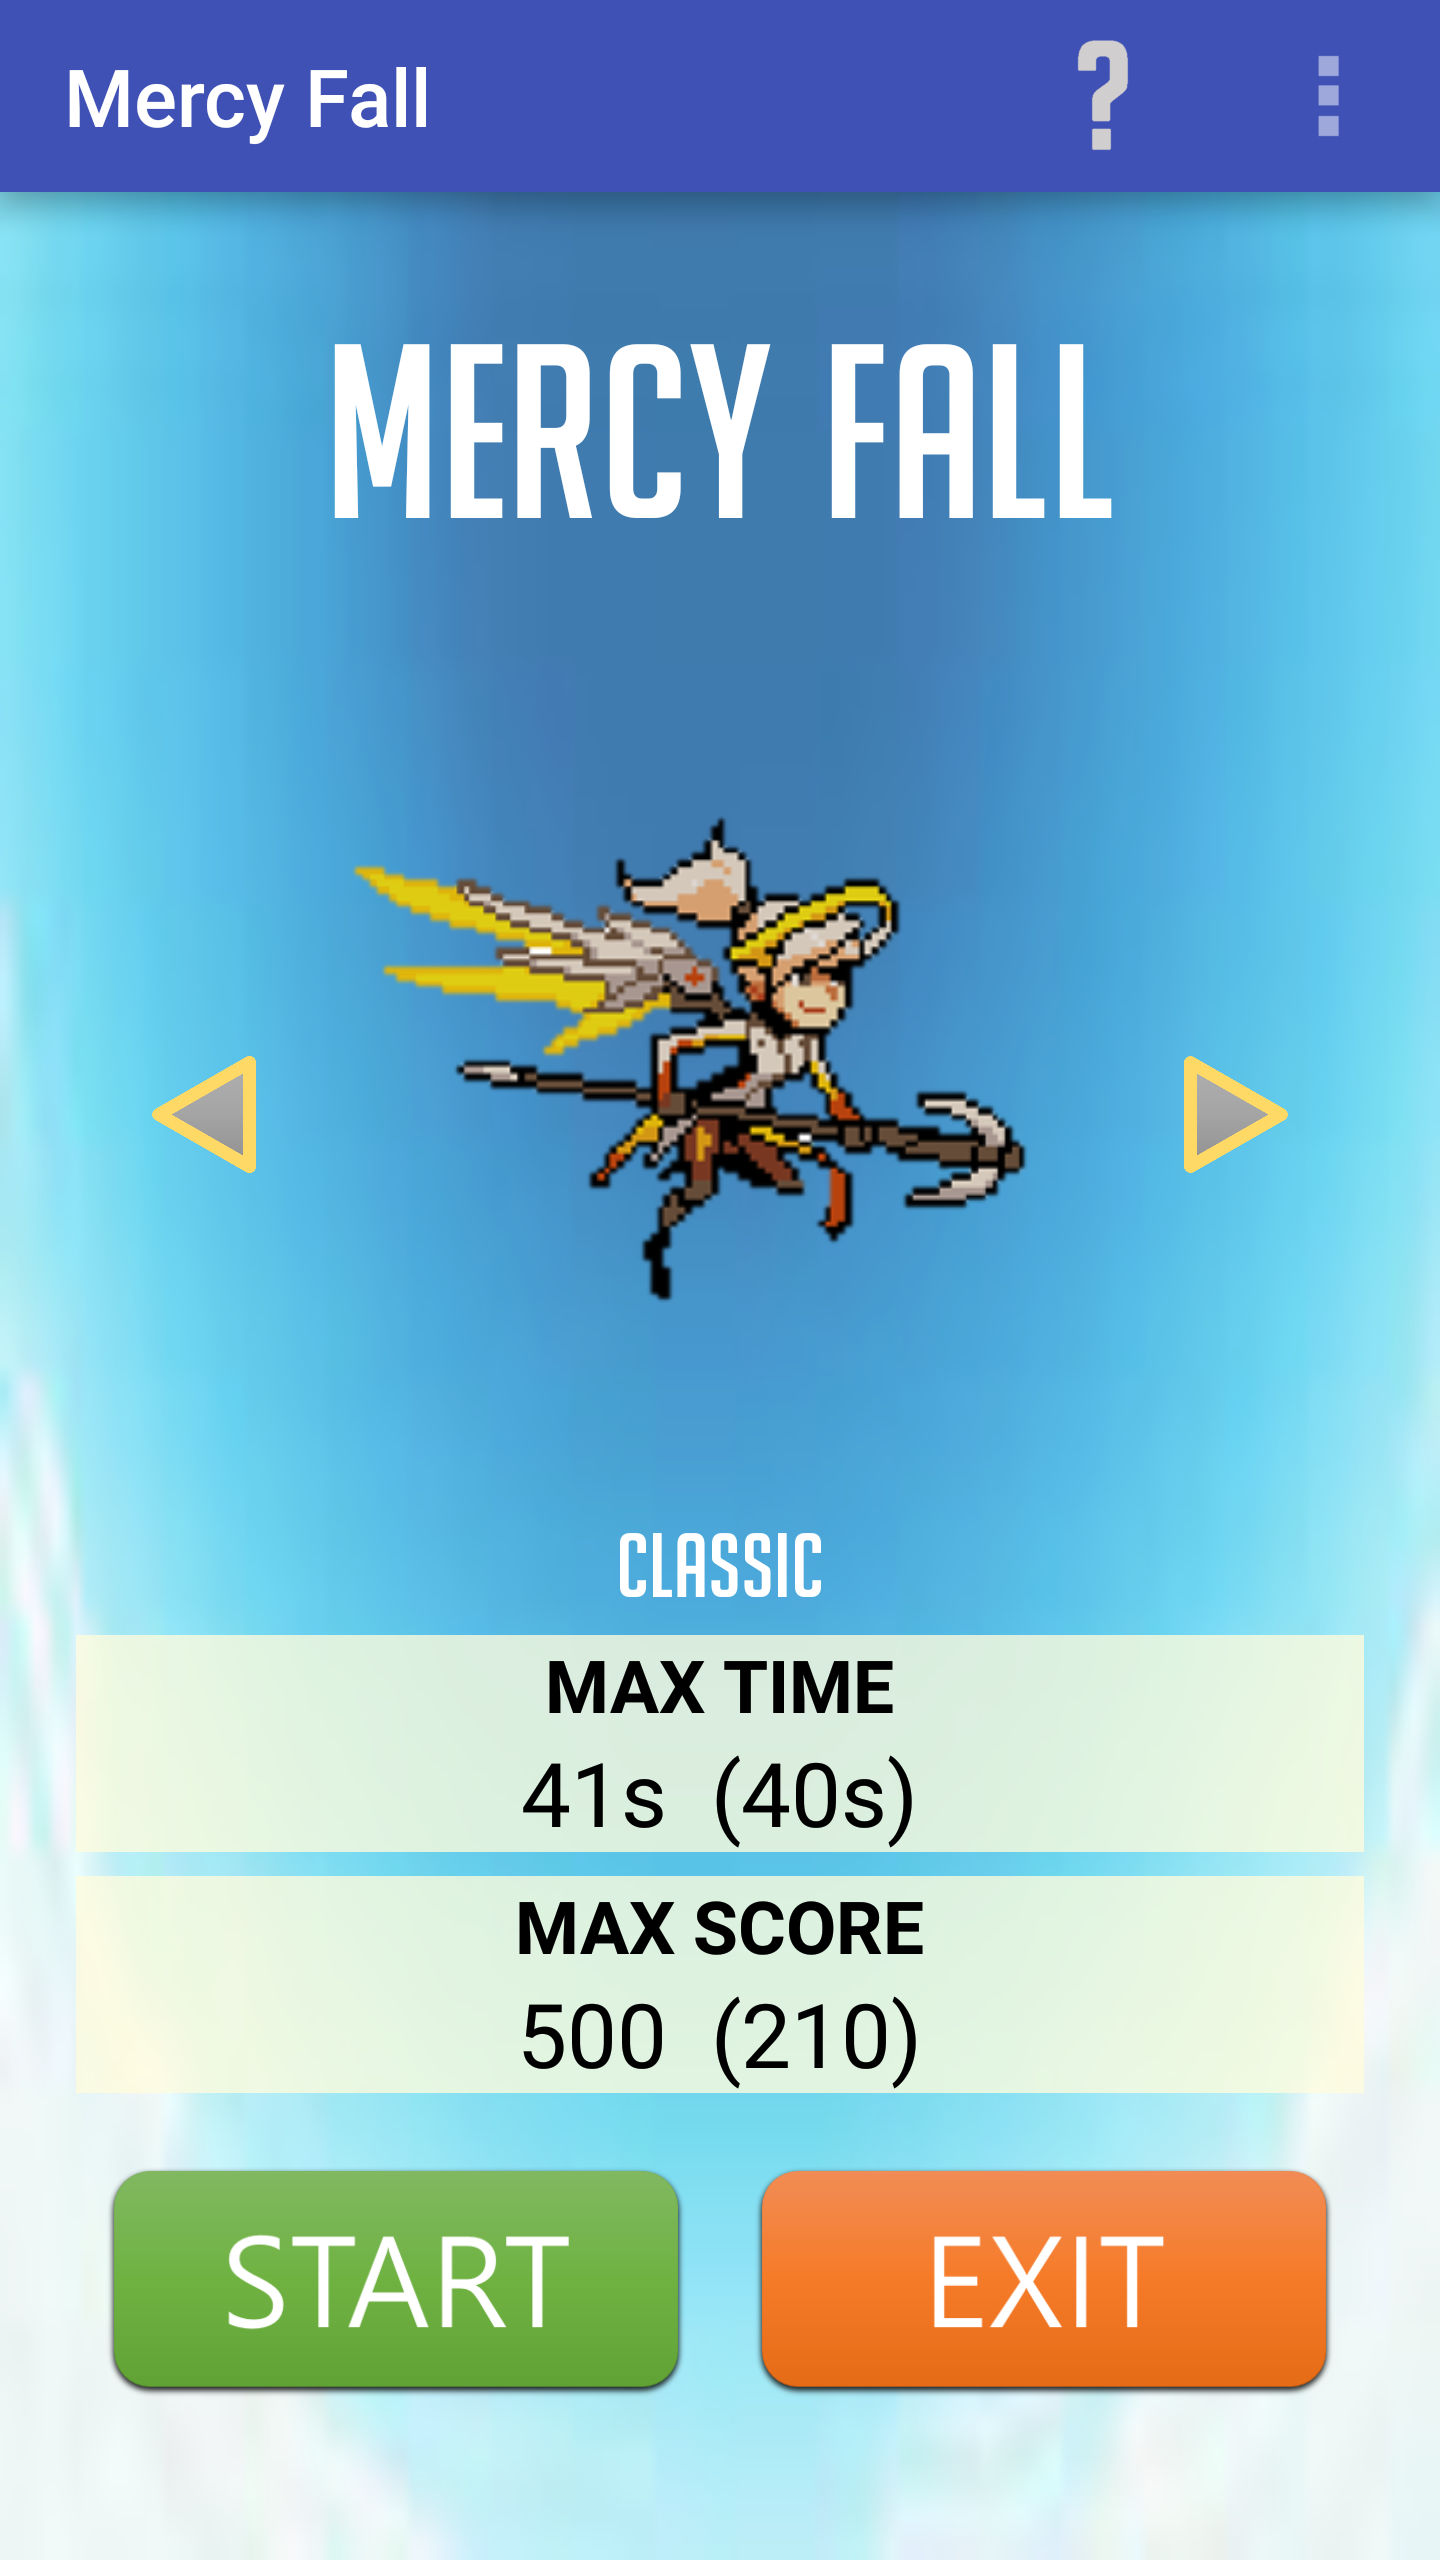 Mercy Fall
?
MERCY FALL
CLASSIC
MAX TIME
41s (40s)
MAX SCORE
500 (210)
START
EXIT